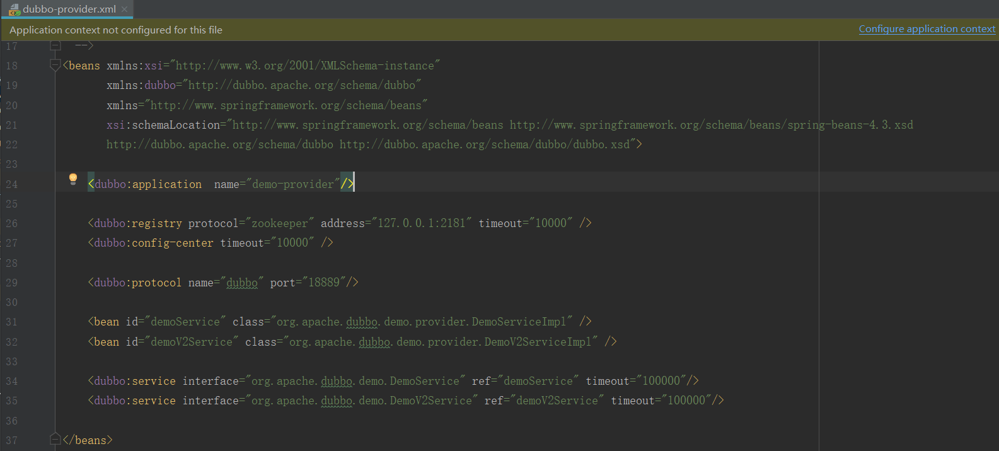 dubbo-provider.xml
Application context not configured for this file Configure application context
17 -->
18 <beans xmlns:xsi="http://www.w3.org/2001/XMLSchema-instance"
19 xmlns:dubbo="http://dubbo.apache.org/schema/dubbo"
20 xmlns="http://www.springframework.org/schema/beans"
21 xsi:schemaLocation="http://www.springframework.org/schema/beans http://www.springframework.org/schema/beans/spring-beans-4.3.xsd
22 http://dubbo.apache.org/schema/dubbo http://dubbo.apache.org/schema/dubbo/dubbo.xsd">
23
24 <dubbo:application  name="demo-provider"/>
25
26 <dubbo:registry protocol="zookeeper" address="127.0.0.1:2181" timeout="10000" />
27 <dubbo:config-center timeout="10000" />
28
29 <dubbo:protocol name="dubbo" port="18889"/>
30
31 <bean id="demoService" class="org.apache.dubbo.demo.provider.DemoServiceImpl" />
32 <bean id="demoV2Service" class="org.apache.dubbo.demo.provider.DemoV2ServiceImpl" />
33
34 <dubbo:service interface="org.apache.dubbo.demo.DemoService" ref="demoService" timeout="100000"/>
35 <dubbo:service interface="org.apache.dubbo.demo.DemoV2Service" ref="demoV2Service" timeout="100000"/>
36
37 </beans>